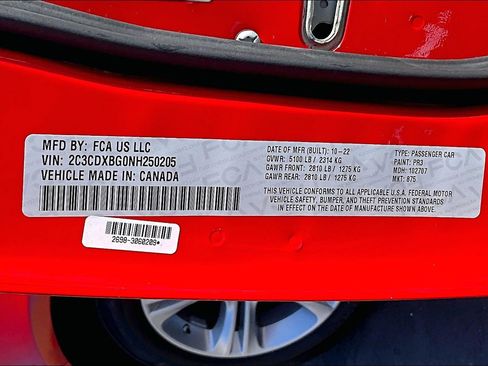 MFD BY: FCA US LLC
VIN: 2C3CDXBG0NH250205
VEHICLE MADE IN: CANADA
DATE OF MFR (BUILT): 10-22
GVWR: 5100 LB / 2314 KG
GAWR FRONT: 2810 LB / 1275 KG
GAWR REAR: 2810 LB / 1275 KG
TYPE: PASSENGER CAR
PAINT: PR3
MDH: 102707
MKT: 875
THIS VEHICLE CONFORMS TO ALL APPLICABLE U.S.A. FEDERAL MOTOR
VEHICLE SAFETY, BUMPER, AND THEFT PREVENTION STANDARDS
IN EFFECT ON THE DATE OF MANUFACTURE SHOWN ABOVE.
2698-3060209*